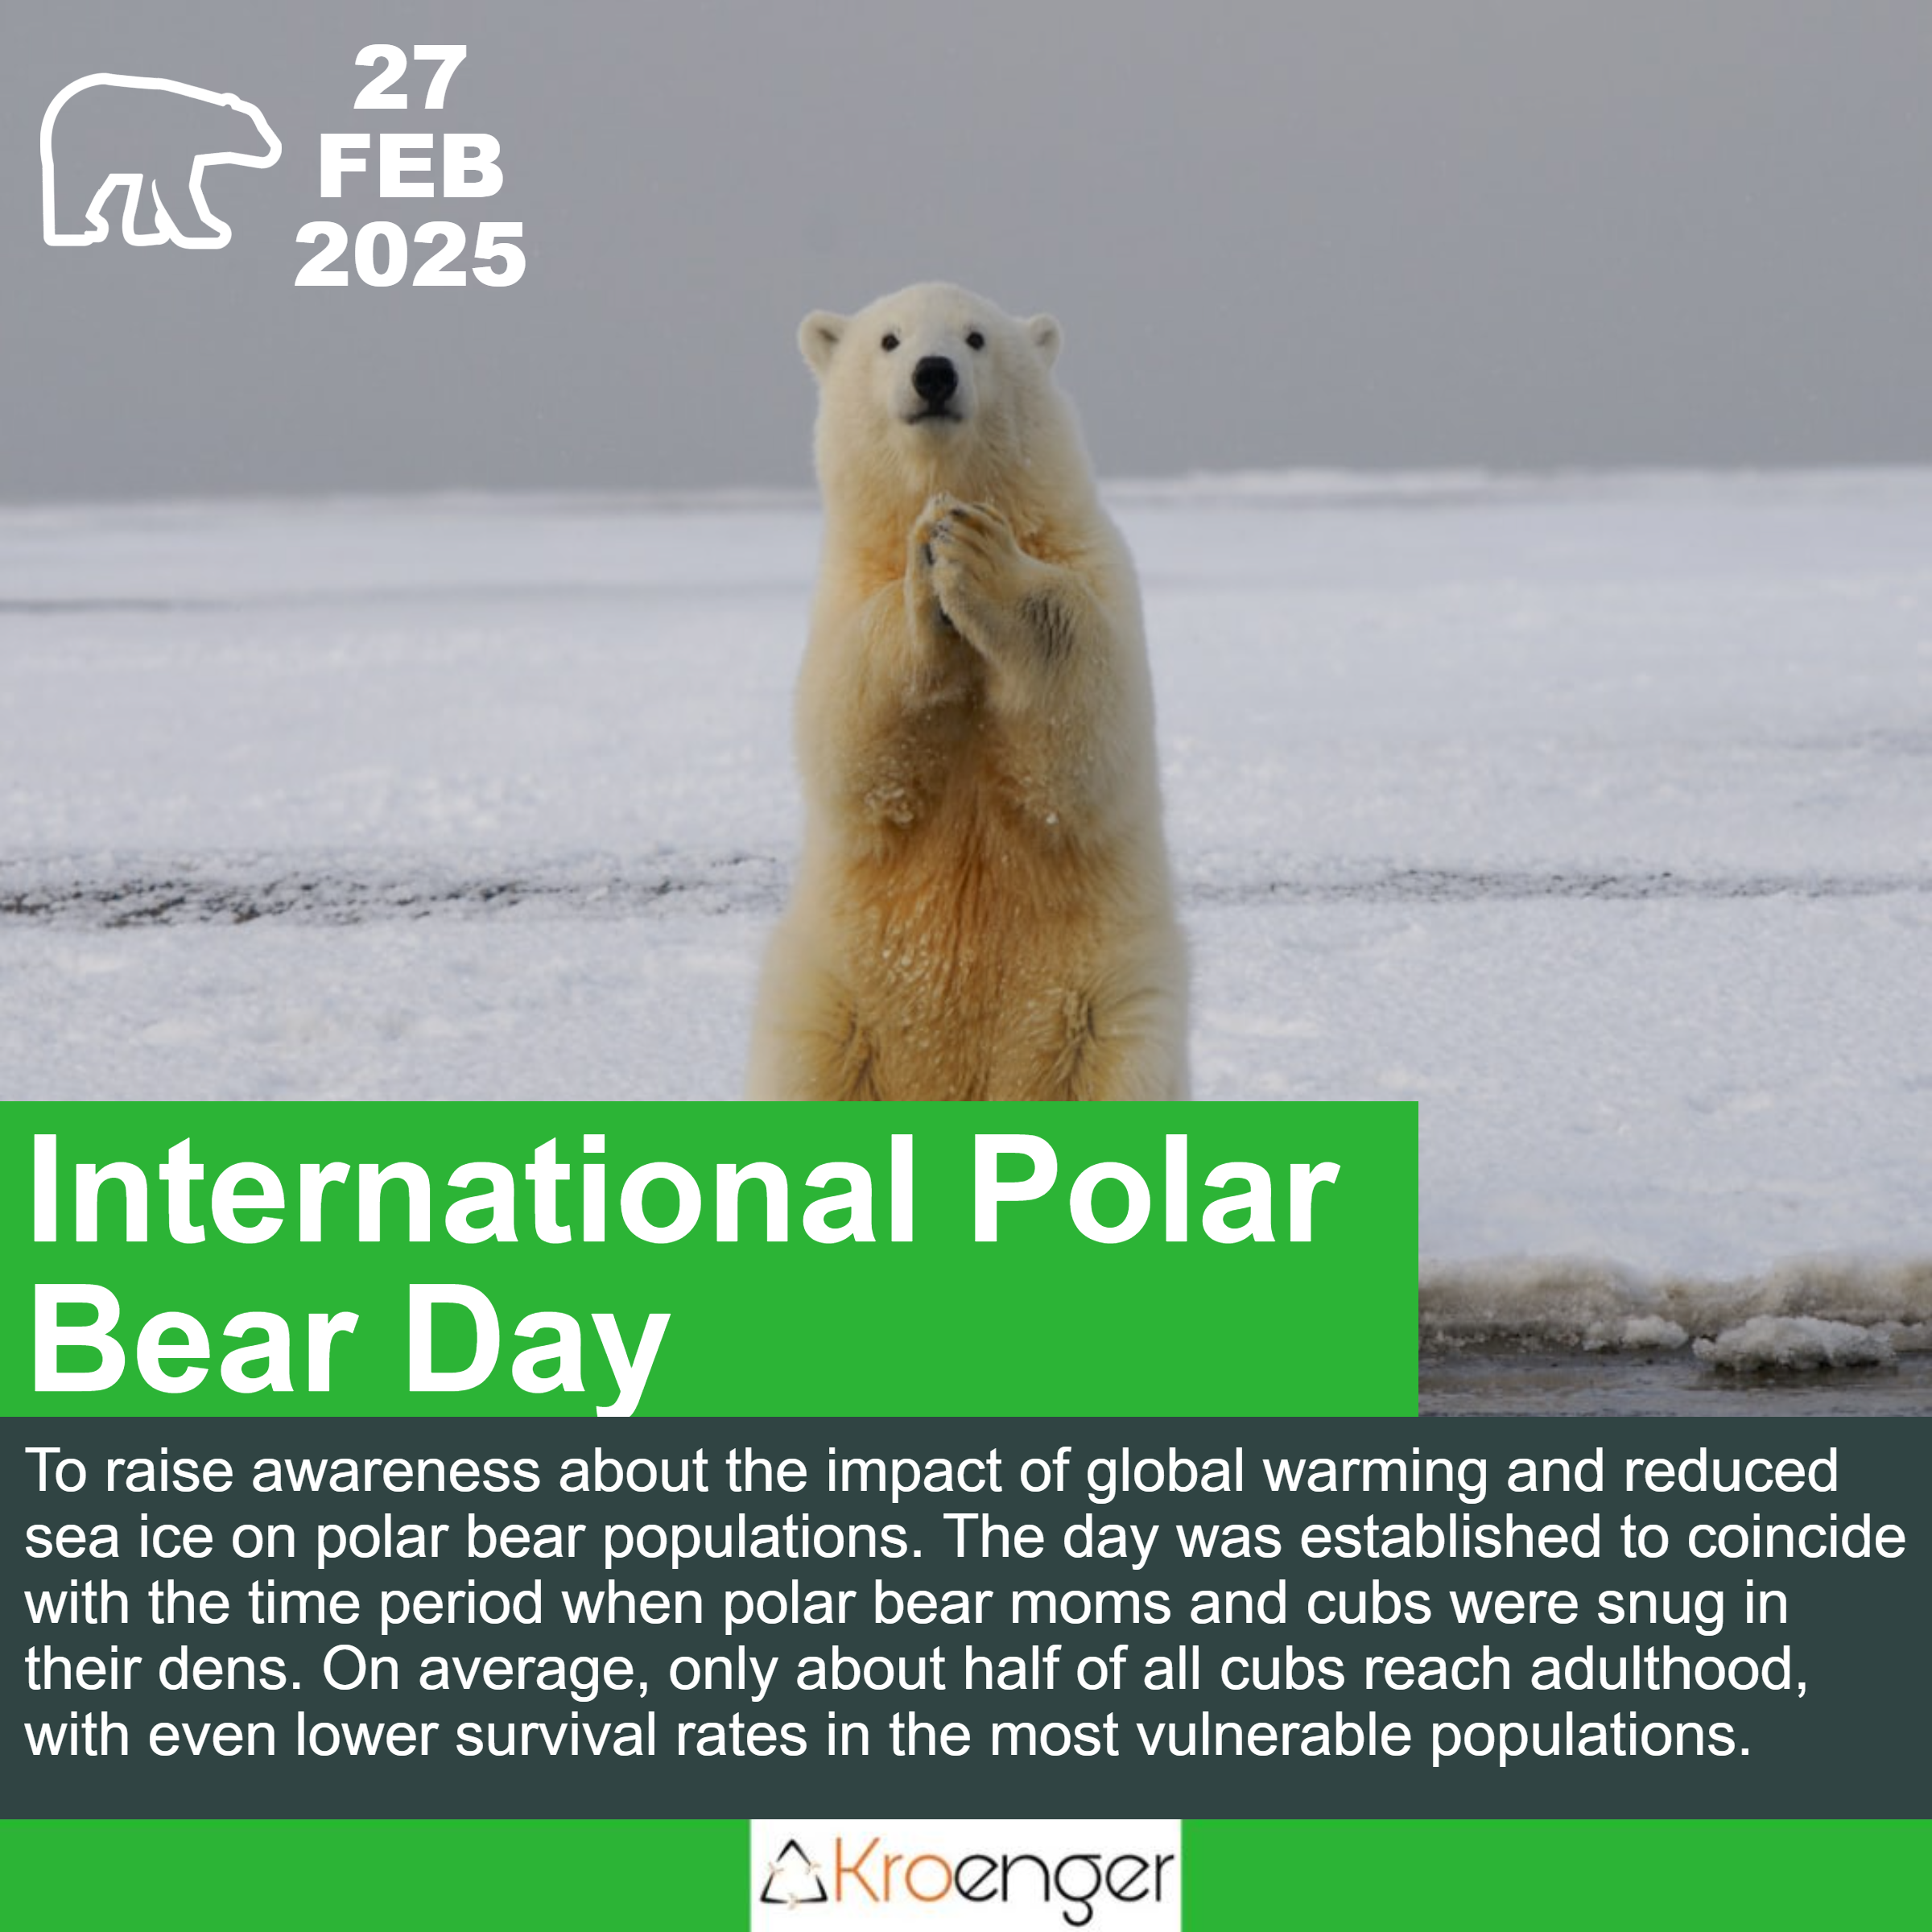 27
FEB
2025
International Polar
Bear Day
To raise awareness about the impact of global warming and reduced
sea ice on polar bear populations. The day was established to coincide
with the time period when polar bear moms and cubs were snug in
their dens. On average, only about half of all cubs reach adulthood,
with even lower survival rates in the most vulnerable populations.
Kroenger